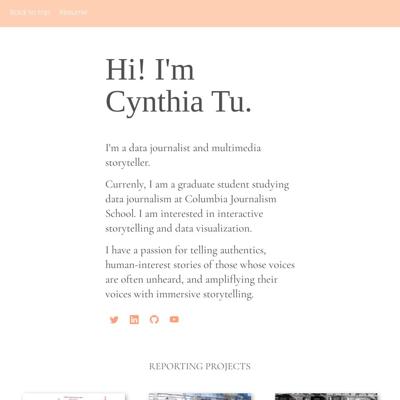 Back to top Resume
Hi! I'm
Cynthia Tu.
I'm a data journalist and multimedia
storyteller.
Currenly, I am a graduate student studying
data journalism at Columbia Journalism
School. I am interested in interactive
storytelling and data visualization.
I have a passion for telling authentics,
human-interest stories of those whose voices
are often unheard, and ampliflying their
voices with immersive storytelling.
REPORTING PROJECTS